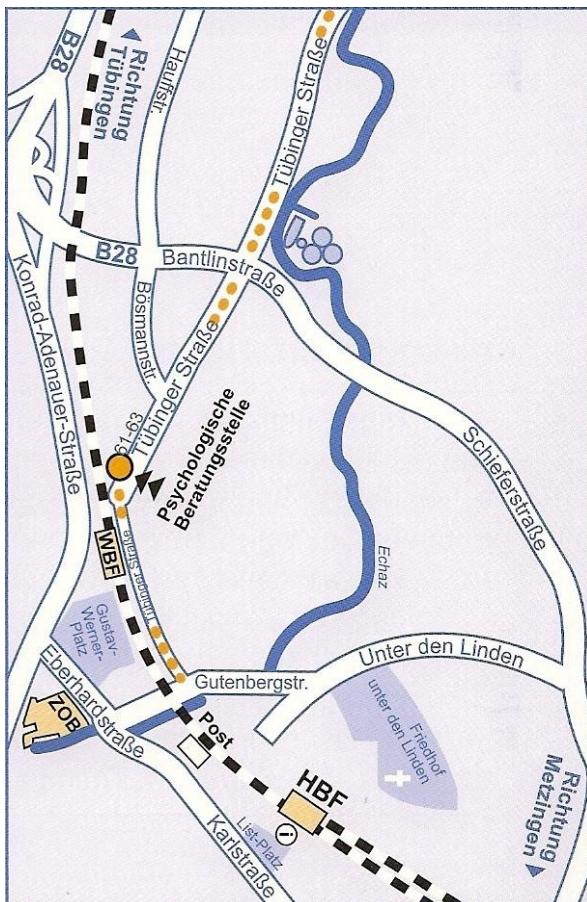 B28
Richtung
Tübingen
Hauffstr.
Tübinger Straße
B28
Bantlinstraße
Konrad-Adenauer-Straße
Bösmannstr.
Tübinger Straße
61-63
Psychologische
Beratungsstelle
Schieferstraße
WBF
Tübinger Straße
Echaz
Gustav-
Werner-
Platz
Eberhardstraße
ZOB
Gutenbergstr.
Unter den Linden
Post
Friedhof
unter den Linden
HBF
i
List-Platz
Karlstraße
Richtung
Metzingen